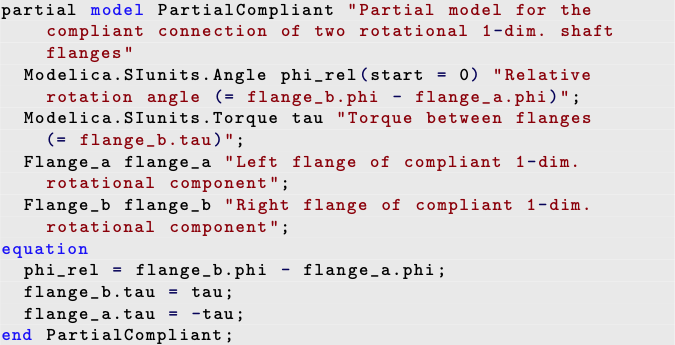 partial model PartialCompliant "Partial model for the
compliant connection of two rotational 1-dim. shaft
flanges"
Modelica.SIunits.Angle phi_rel(start = 0) "Relative
rotation angle (= flange_b.phi - flange_a.phi)";
Modelica.SIunits.Torque tau "Torque between flanges
(= flange_b.tau)";
Flange_a flange_a "Left flange of compliant 1-dim.
rotational component";
Flange_b flange_b "Right flange of compliant 1-dim.
rotational component";
equation
phi_rel = flange_b.phi - flange_a.phi;
flange_b.tau = tau;
flange_a.tau = -tau;
end PartialCompliant;